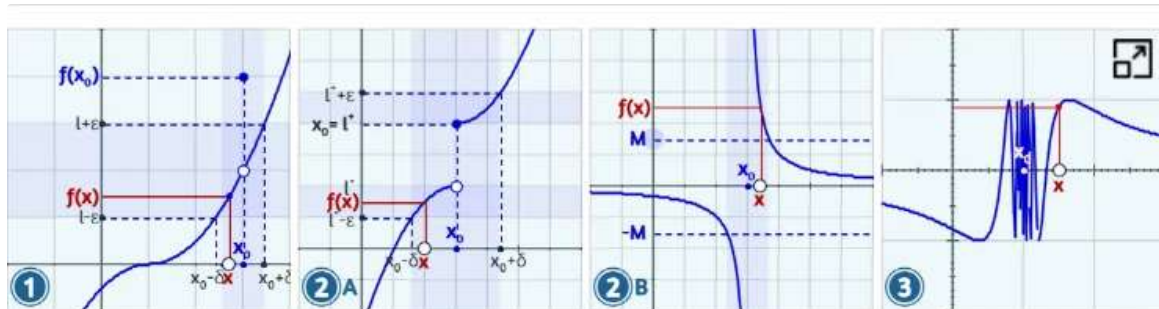 f(x₀)
l+ε
f(x)
l-ε
x₀
x₀-δ x x₀+δ
1
l⁻+ε
x₀= l⁺
l⁻
f(x)
l⁻-ε
x₀
x₀-δ x x₀+δ
2 A
f(x)
M
x₀
x
-M
2 B
x₀
x
3